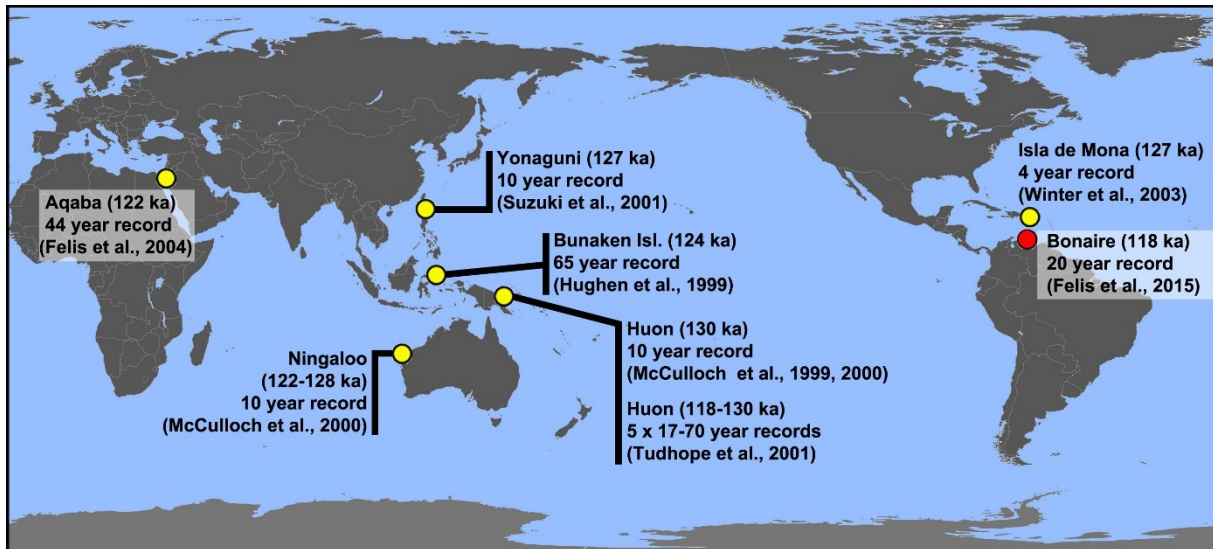 Aqaba (122 ka)
44 year record
(Felis et al., 2004)
Yonaguni (127 ka)
10 year record
(Suzuki et al., 2001)
Bunaken Isl. (124 ka)
65 year record
(Hughen et al., 1999)
Ningaloo
(122-128 ka)
10 year record
(McCulloch et al., 2000)
Huon (130 ka)
10 year record
(McCulloch et al., 1999, 2000)
Huon (118-130 ka)
5 x 17-70 year records
(Tudhope et al., 2001)
Isla de Mona (127 ka)
4 year record
(Winter et al., 2003)
Bonaire (118 ka)
20 year record
(Felis et al., 2015)